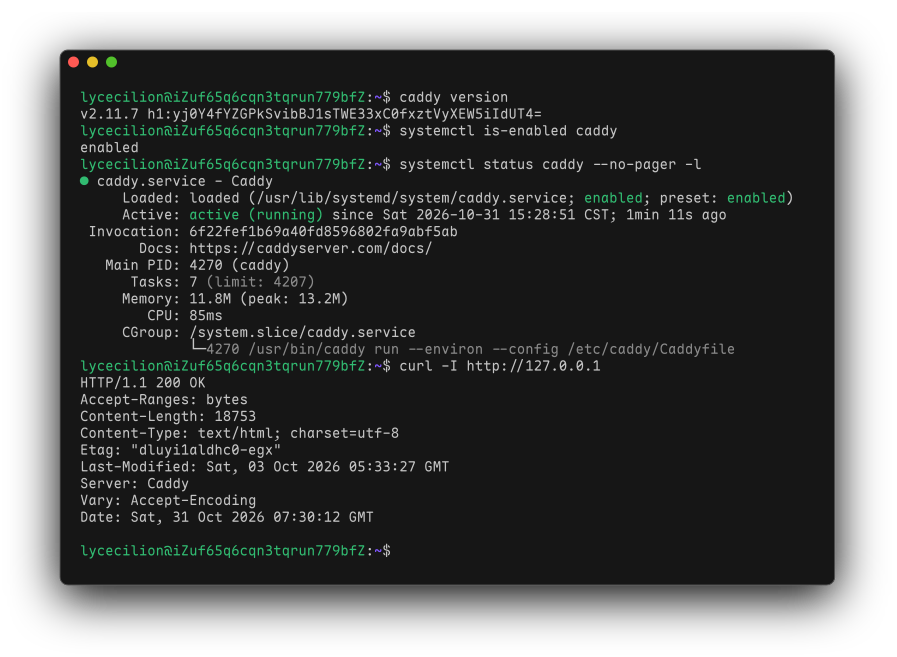 lycecilion@iZuf65q6cqn3tqrun779bfZ:~$ caddy version
v2.11.7 h1:yj0Y4fYZGPkSvibBJ1sTWE33xC0fxztVyXEW5iIdUT4=
lycecilion@iZuf65q6cqn3tqrun779bfZ:~$ systemctl is-enabled caddy
enabled
lycecilion@iZuf65q6cqn3tqrun779bfZ:~$ systemctl status caddy --no-pager -l
● caddy.service - Caddy
     Loaded: loaded (/usr/lib/systemd/system/caddy.service; enabled; preset: enabled)
     Active: active (running) since Sat 2026-10-31 15:28:51 CST; 1min 11s ago
 Invocation: 6f22fef1b69a40fd8596802fa9abf5ab
       Docs: https://caddyserver.com/docs/
   Main PID: 4270 (caddy)
      Tasks: 7 (limit: 4207)
     Memory: 11.8M (peak: 13.2M)
        CPU: 85ms
     CGroup: /system.slice/caddy.service
             └─4270 /usr/bin/caddy run --environ --config /etc/caddy/Caddyfile
lycecilion@iZuf65q6cqn3tqrun779bfZ:~$ curl -I http://127.0.0.1
HTTP/1.1 200 OK
Accept-Ranges: bytes
Content-Length: 18753
Content-Type: text/html; charset=utf-8
Etag: "dluyi1aldhc0-egx"
Last-Modified: Sat, 03 Oct 2026 05:33:27 GMT
Server: Caddy
Vary: Accept-Encoding
Date: Sat, 31 Oct 2026 07:30:12 GMT
lycecilion@iZuf65q6cqn3tqrun779bfZ:~$